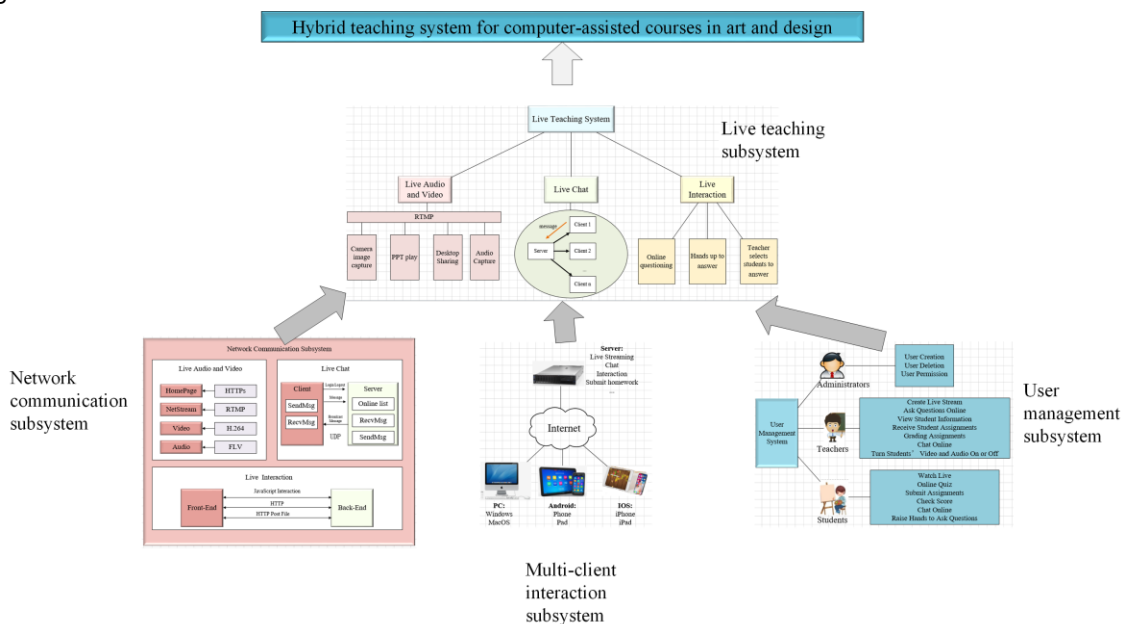 Hybrid teaching system for computer-assisted courses in art and design
Live Teaching System
Live teaching
subsystem
Live Audio
and Video
Live Chat
Live
Interaction
RTMP
Camera
image
capture
PPT play
Desktop
Sharing
Audio
Capture
message
Server
Client 1
Client 2
...
Client n
Online
questioning
Hands up to
answer
Teacher
selects
students to
answer
Network
communication
subsystem
Network Communication Subsystem
Live Audio and Video
HomePage
HTTPs
NetStream
RTMP
Video
H.264
Audio
FLV
Live Chat
Client
SendMsg
RecvMsg
Message
UDP
Server
Online list
RecvMsg
SendMsg
Live Interaction
Front-End
JavaScript Interaction
HTTP
HTTP Post File
Back-End
Server:
Live Streaming
Chat
Interaction
Submit homework
...
Internet
PC:
Windows
MacOS
Android:
Phone
Pad
IOS:
iPhone
iPad
Multi-client
interaction
subsystem
User
Management
System
Administrators
User Creation
User Deletion
User Permission
Teachers
Create Live Stream
Ask Questions Online
View Student Information
Receive Student Assignments
Grading Assignments
Chat Online
Turn Students' Video and Audio On or Off
Students
Watch Live
Online Quiz
Submit Assignments
Check Score
Chat Online
Raise Hands to Ask Questions
User
management
subsystem